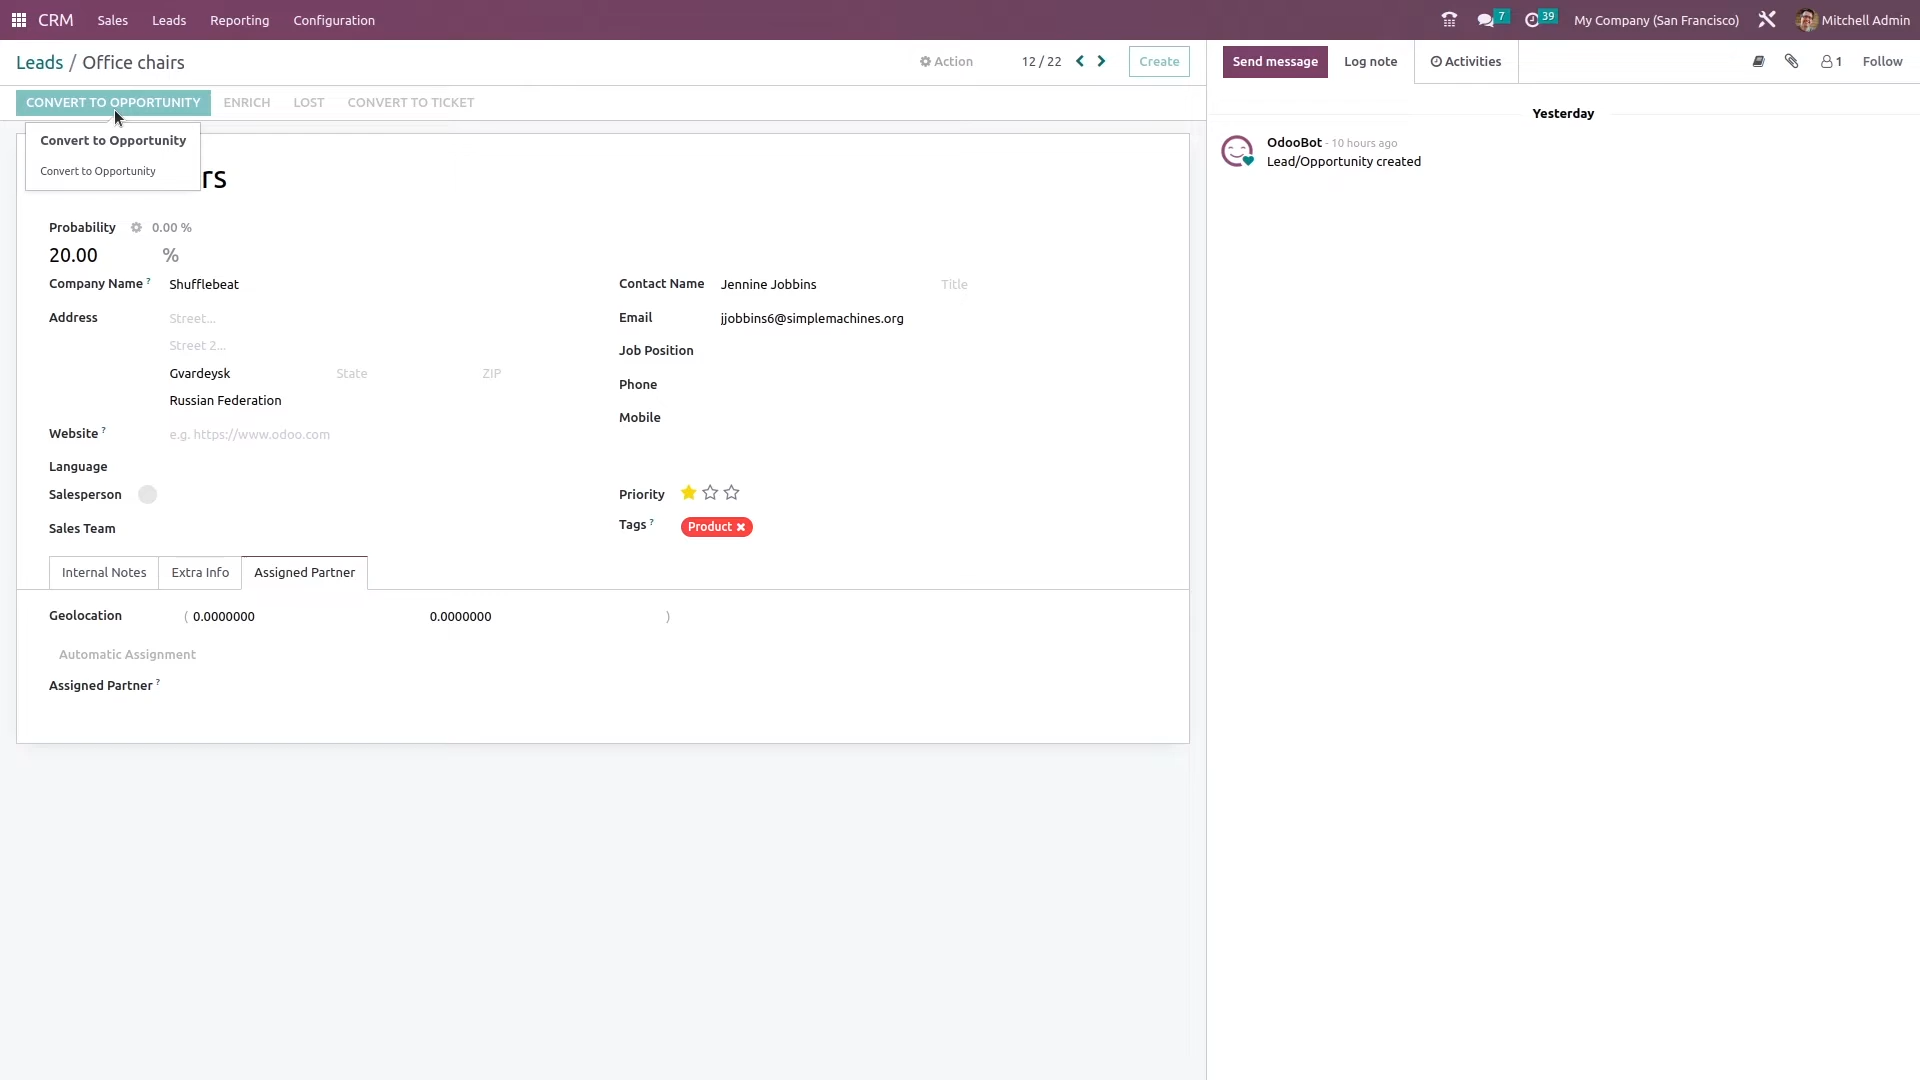 CRM Sales Leads Reporting Configuration 7 39 My Company (San Francisco) Mitchell Admin
Leads / Office chairs Action 12 / 22 Create Send message Log note Activities 1 Follow
CONVERT TO OPPORTUNITY ENRICH LOST CONVERT TO TICKET
Convert to Opportunity
Convert to Opportunity
rs
Probability 0.00 %
20.00 %
Company Name ? Shufflebeat
Address Street...
Street 2...
Gvardeysk State ZIP
Russian Federation
Website ? e.g. https://www.odoo.com
Language
Salesperson
Sales Team
Contact Name Jennine Jobbins Title
Email jjobbins6@simplemachines.org
Job Position
Phone
Mobile
Priority
Tags ? Product
Internal Notes Extra Info Assigned Partner
Geolocation ( 0.0000000 0.0000000 )
Automatic Assignment
Assigned Partner ?
Yesterday
OdooBot - 10 hours ago
Lead/Opportunity created